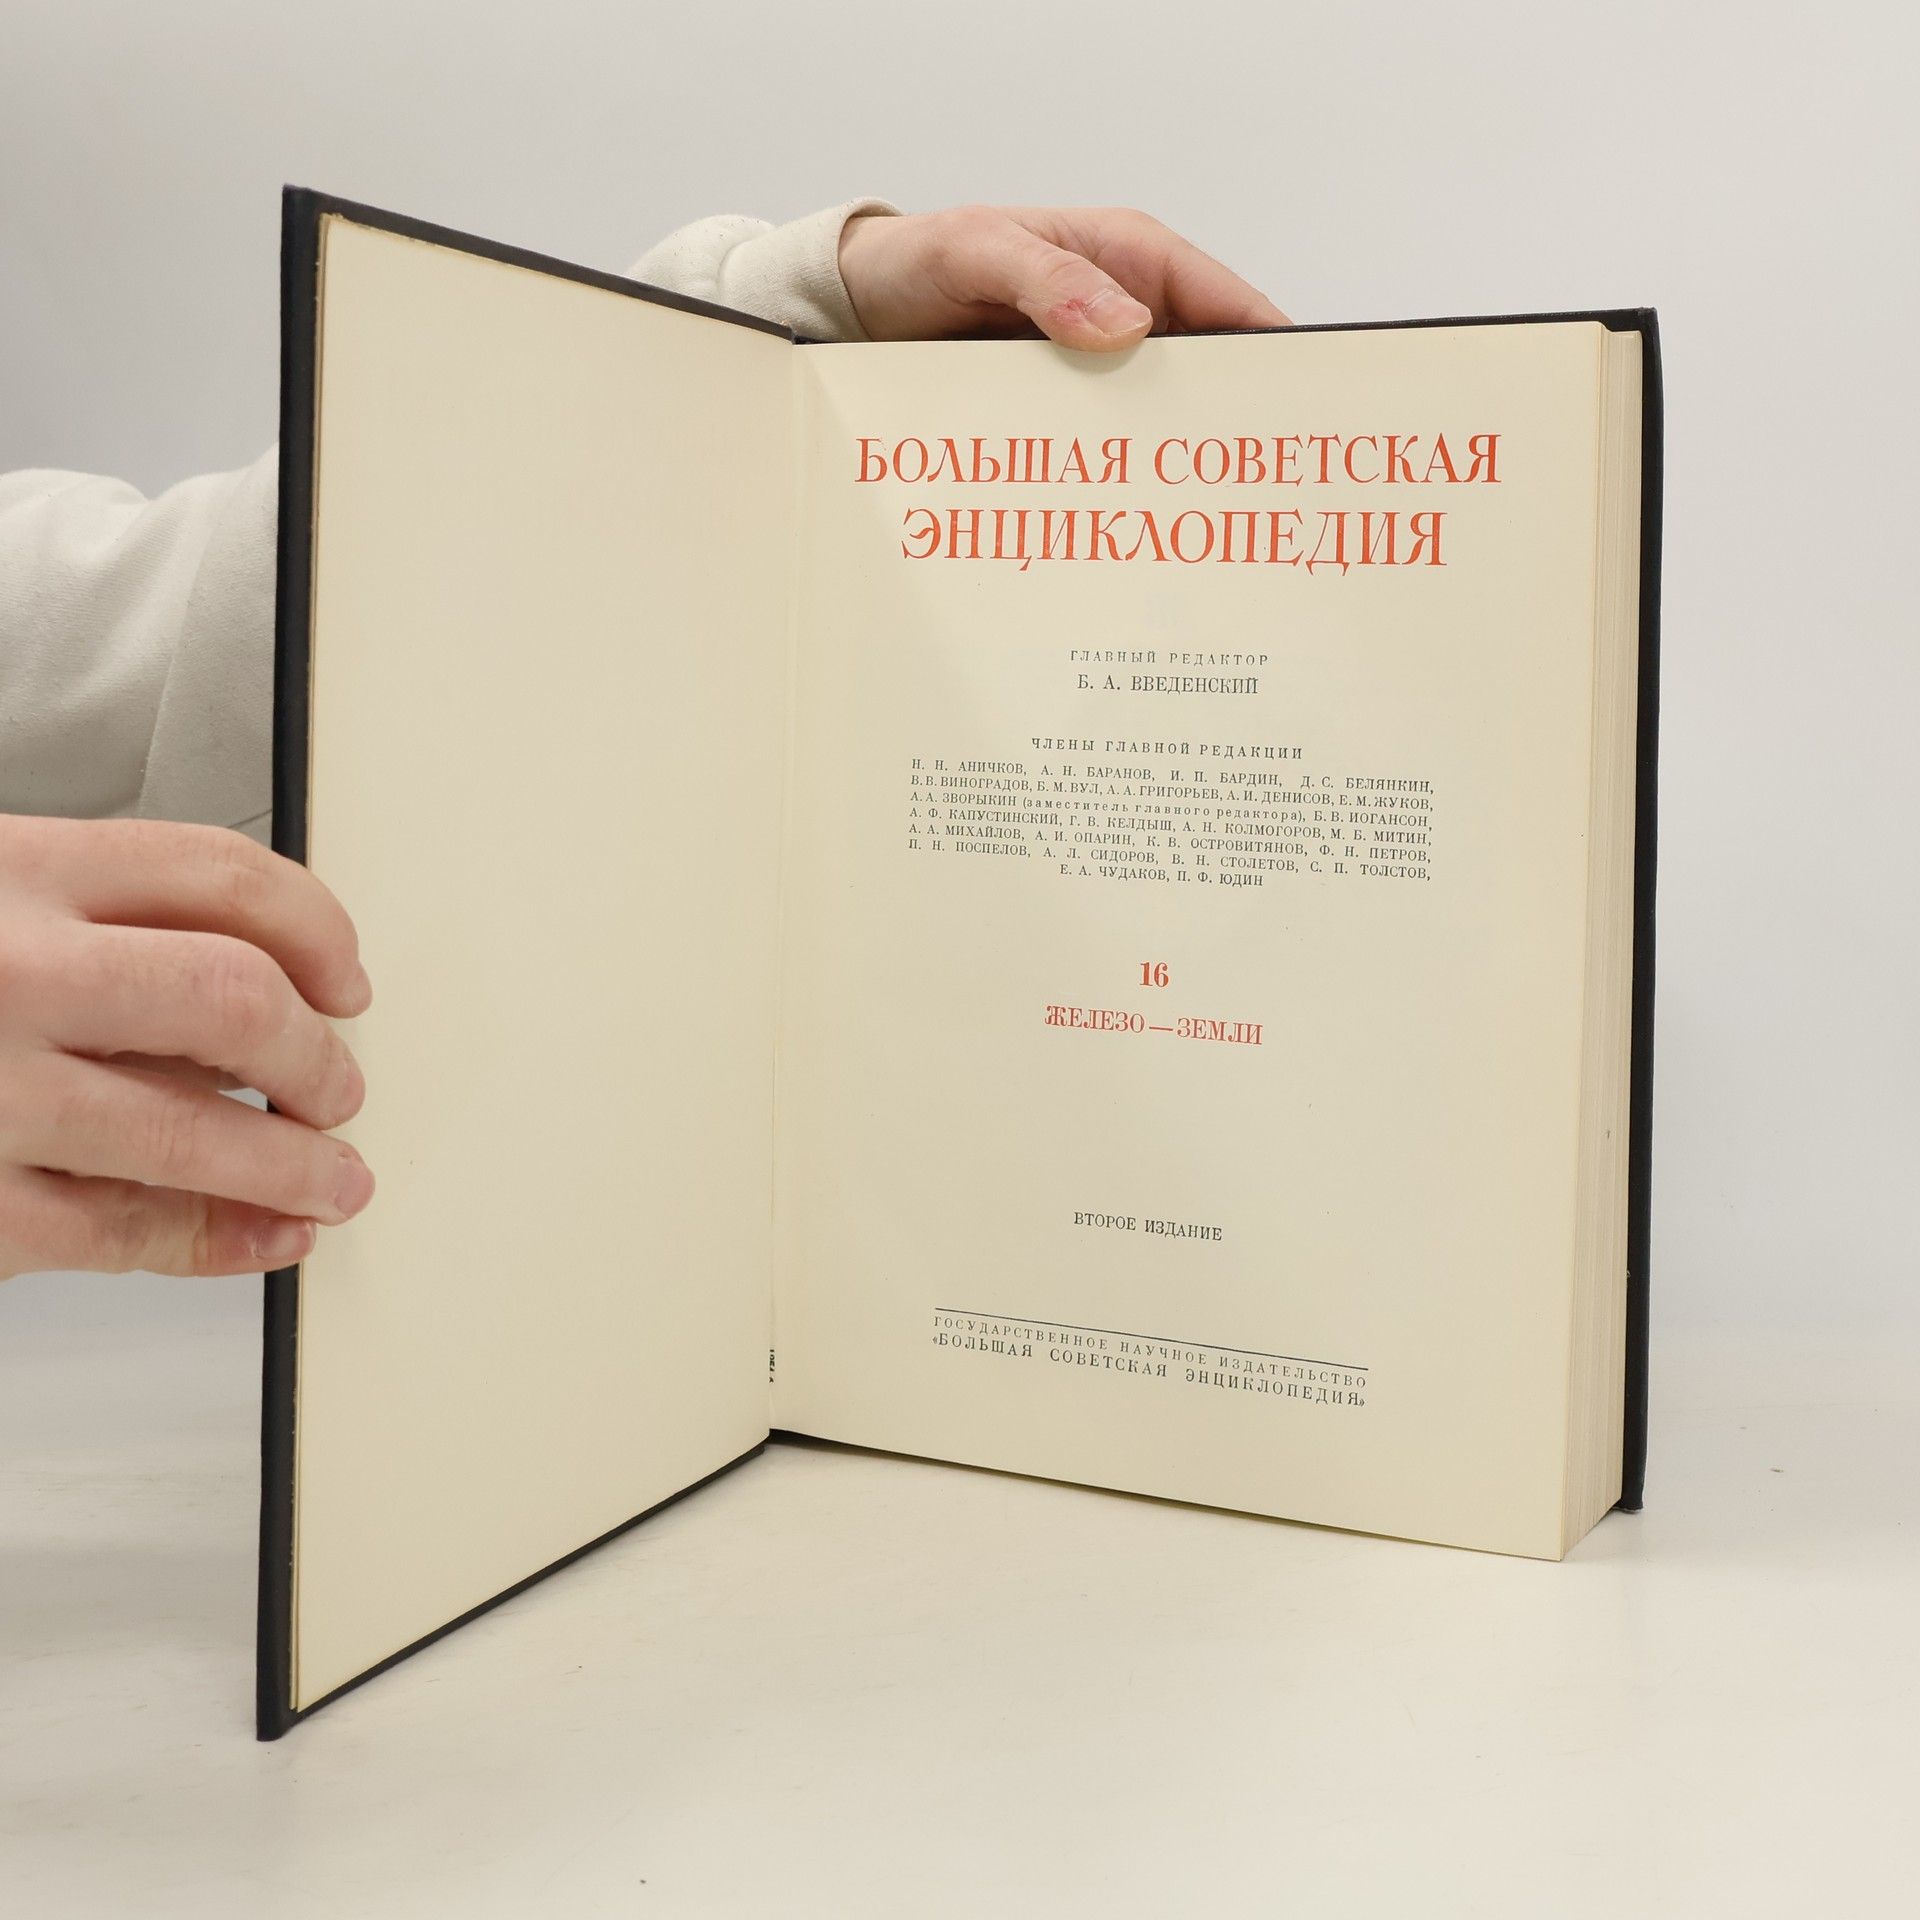 БОЛЬШАЯ СОВЕТСКАЯ
ЭНЦИКЛОПЕДИЯ
ГЛАВНЫЙ РЕДАКТОР
Б. А. ВВЕДЕНСКИЙ
ЧЛЕНЫ ГЛАВНОЙ РЕДАКЦИИ
Н. Н. АНИЧКОВ, А. Н. БАРАНОВ, И. П. БАРДИН, Д. С. БЕЛЯНКИН,
В. В. ВИНОГРАДОВ, Б. М. ВУЛ, А. А. ГРИГОРЬЕВ, А. И. ДЕНИСОВ, Е. М. ЖУКОВ,
А. А. ЗВОРЫКИН (заместитель главного редактора), Б. В. ИОГАНСОН,
А. Ф. КАПУСТИНСКИЙ, Г. В. КЕЛДЫШ, А. Н. КОЛМОГОРОВ, М. Б. МИТИН,
А. А. МИХАЙЛОВ, А. И. ОПАРИН, К. В. ОСТРОВИТЯНОВ, Ф. Н. ПЕТРОВ,
П. Н. ПОСПЕЛОВ, А. Л. СИДОРОВ, В. Н. СТОЛЕТОВ, С. П. ТОЛСТОВ,
Е. А. ЧУДАКОВ, П. Ф. ЮДИН
16
ЖЕЛЕЗО — ЗЕМЛИ
ВТОРОЕ ИЗДАНИЕ
ГОСУДАРСТВЕННОЕ НАУЧНОЕ ИЗДАТЕЛЬСТВО
«БОЛЬШАЯ СОВЕТСКАЯ ЭНЦИКЛОПЕДИЯ»